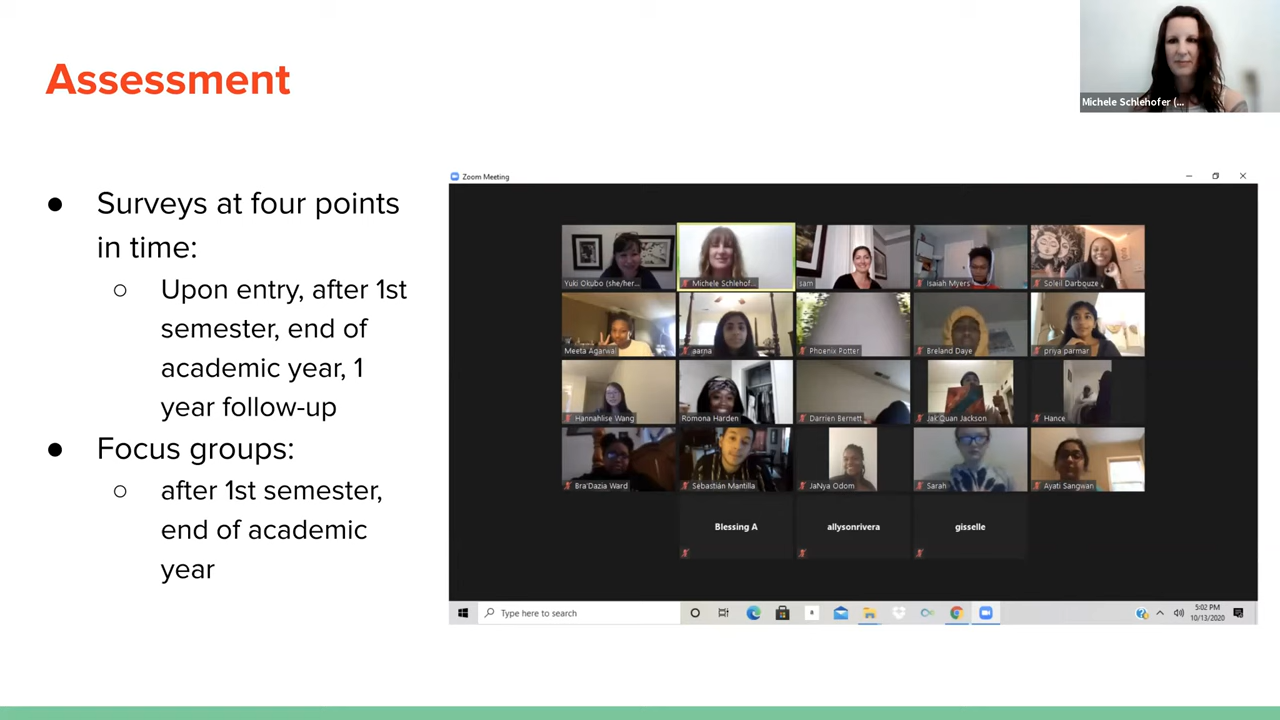 Assessment
Michele Schlehofer (...
● Surveys at four points
in time:
○ Upon entry, after 1st
semester, end of
academic year, 1
year follow-up
● Focus groups:
○ after 1st semester,
end of academic
year
Zoom Meeting
Yuki Okubo (she/her...
Michele Schlehof...
sam
Isaiah Myers
Soleil Darbouze
Meeta Agarwal
aarna
Phoenix Potter
Breland Daye
priya parmar
Hannahlise Wang
Romona Harden
Darrien Bernett
Jak'Quan Jackson
Hance
Bra'Dazia Ward
Sebastián Mantilla
JaNya Odom
Sarah
Ayati Sangwan
Blessing A
allysonrivera
gisselle
Type here to search
5:02 PM
10/13/2020